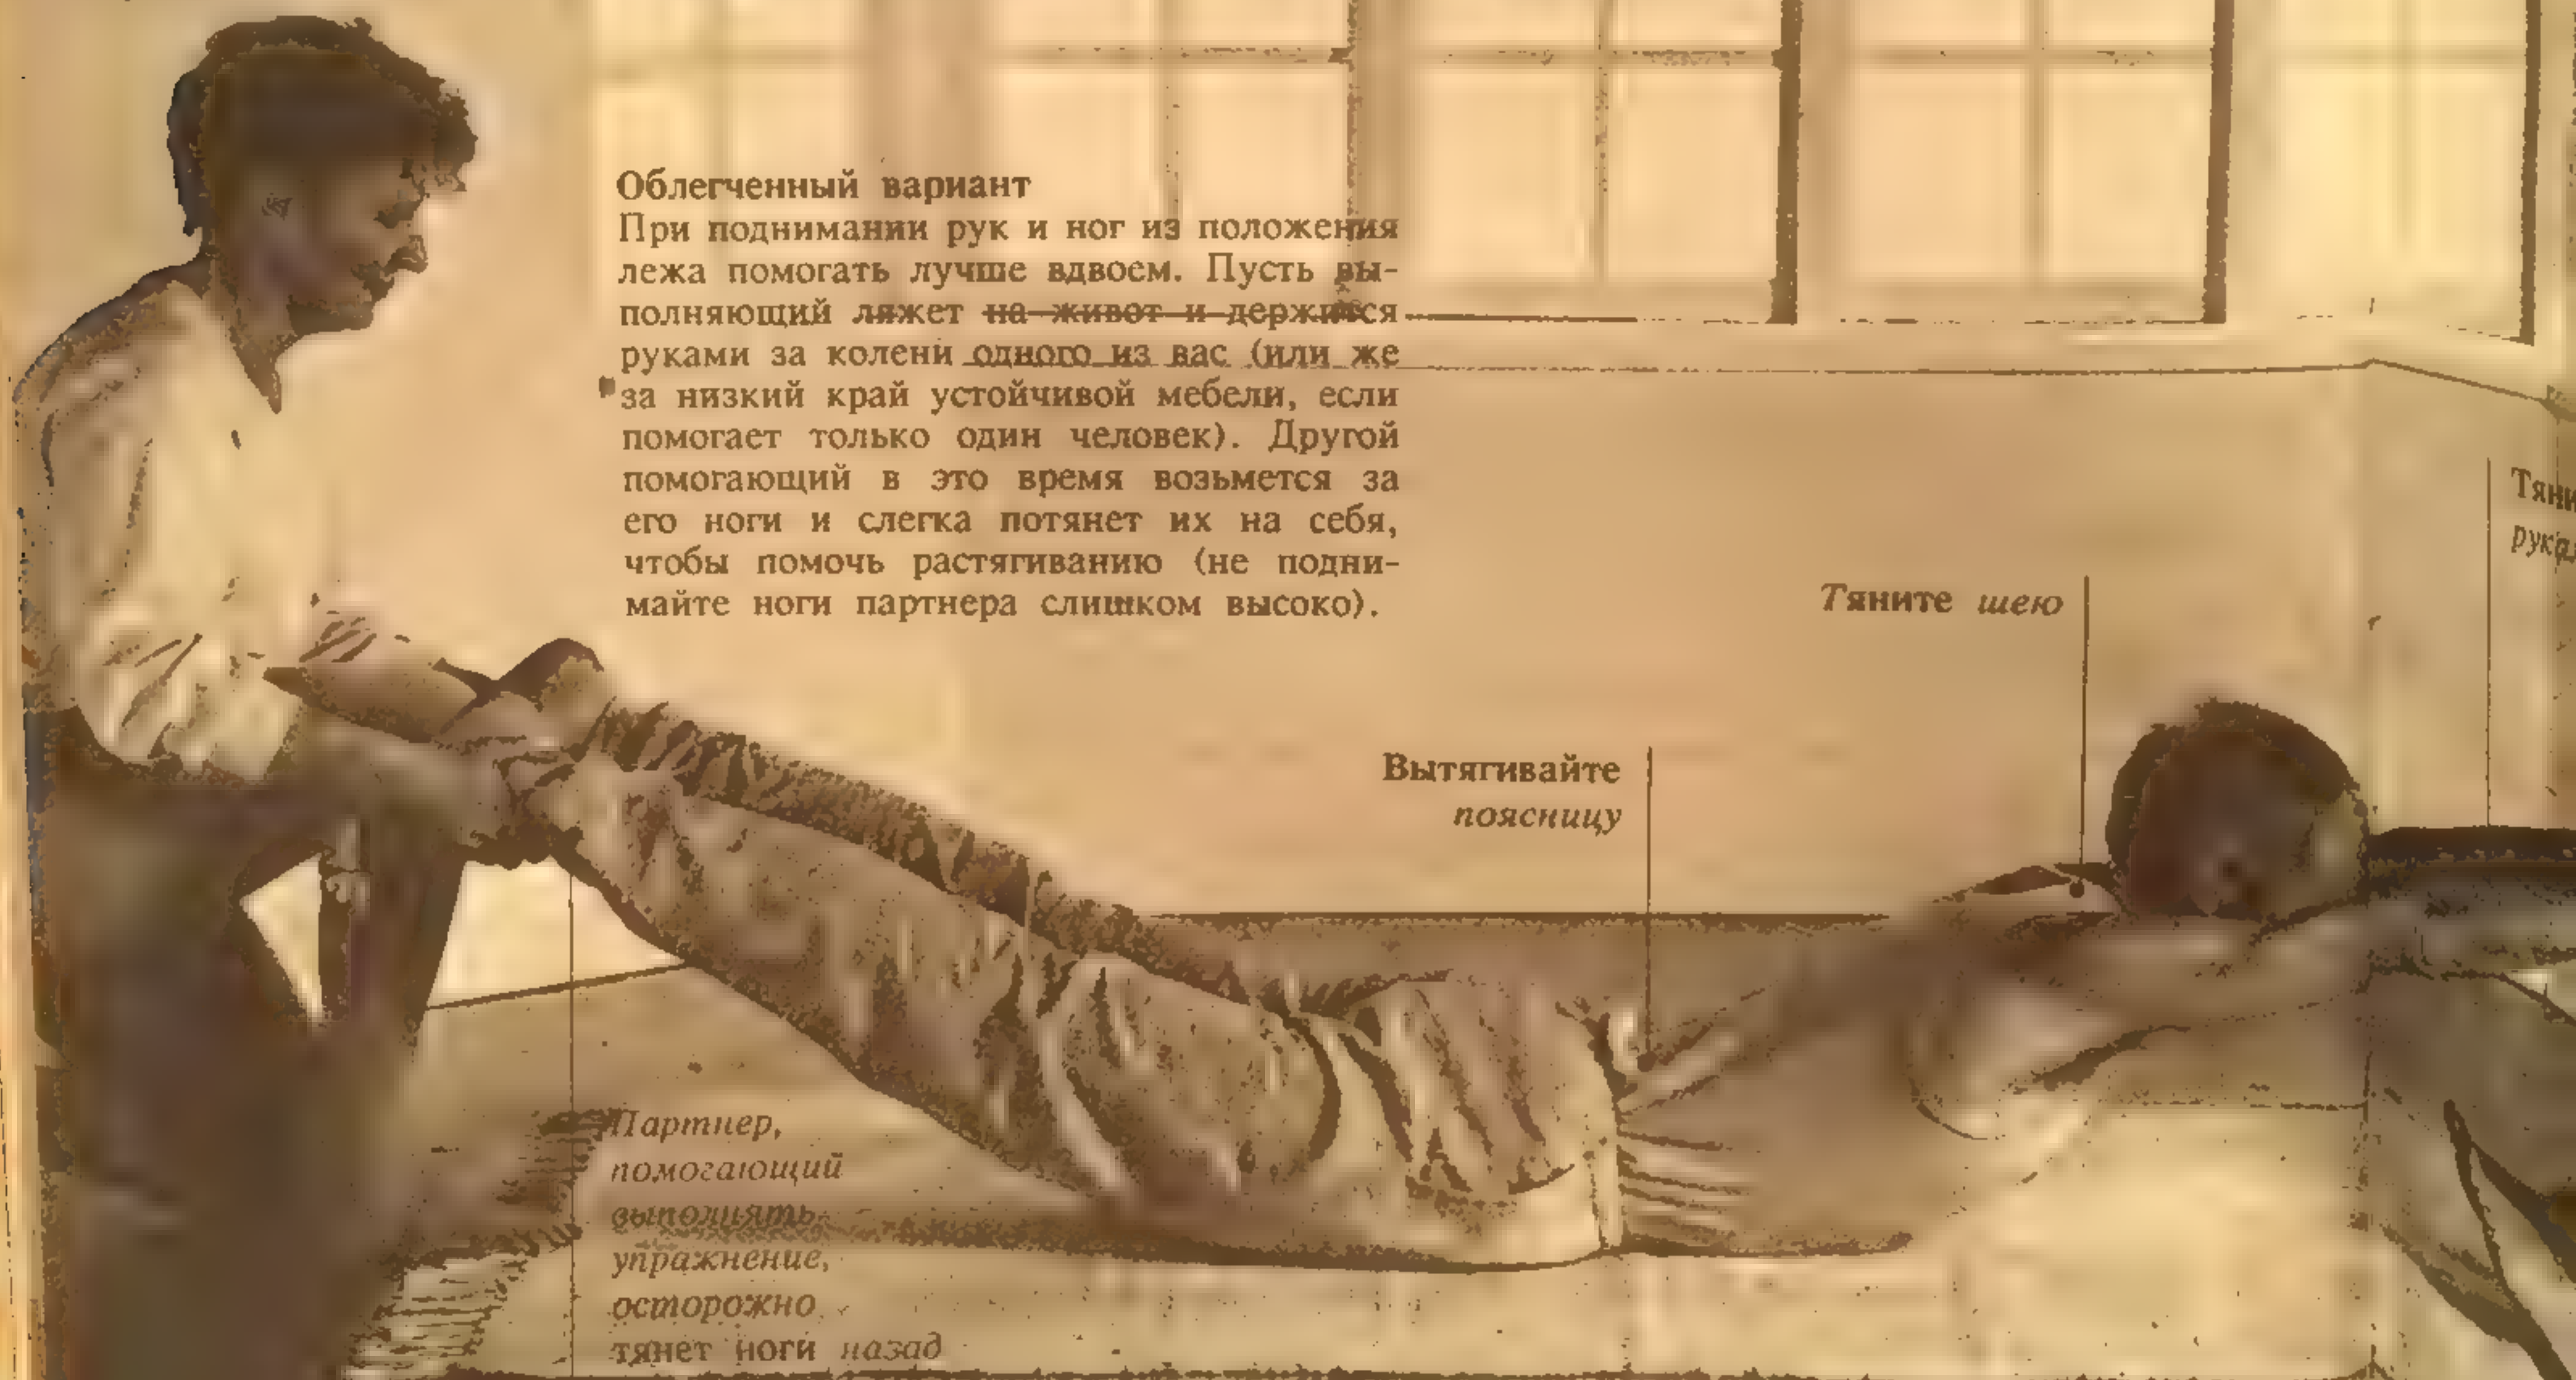 Облегченный вариант
При поднимании рук и ног из положения
лежа помогать лучше вдвоем. Пусть вы-
полняющий ляжет на живот и держится
руками за колени одного из вас (или же
за низкий край устойчивой мебели, если
помогает только один человек). Другой
помогающий в это время возьмется за
его ноги и слегка потянет их на себя,
чтобы помочь растягиванию (не подни-
майте ноги партнера слишком высоко).
Тяните шею
Вытягивайте
поясницу
Партнер,
помогающий
выполнять
упражнение,
осторожно
тянет ноги назад